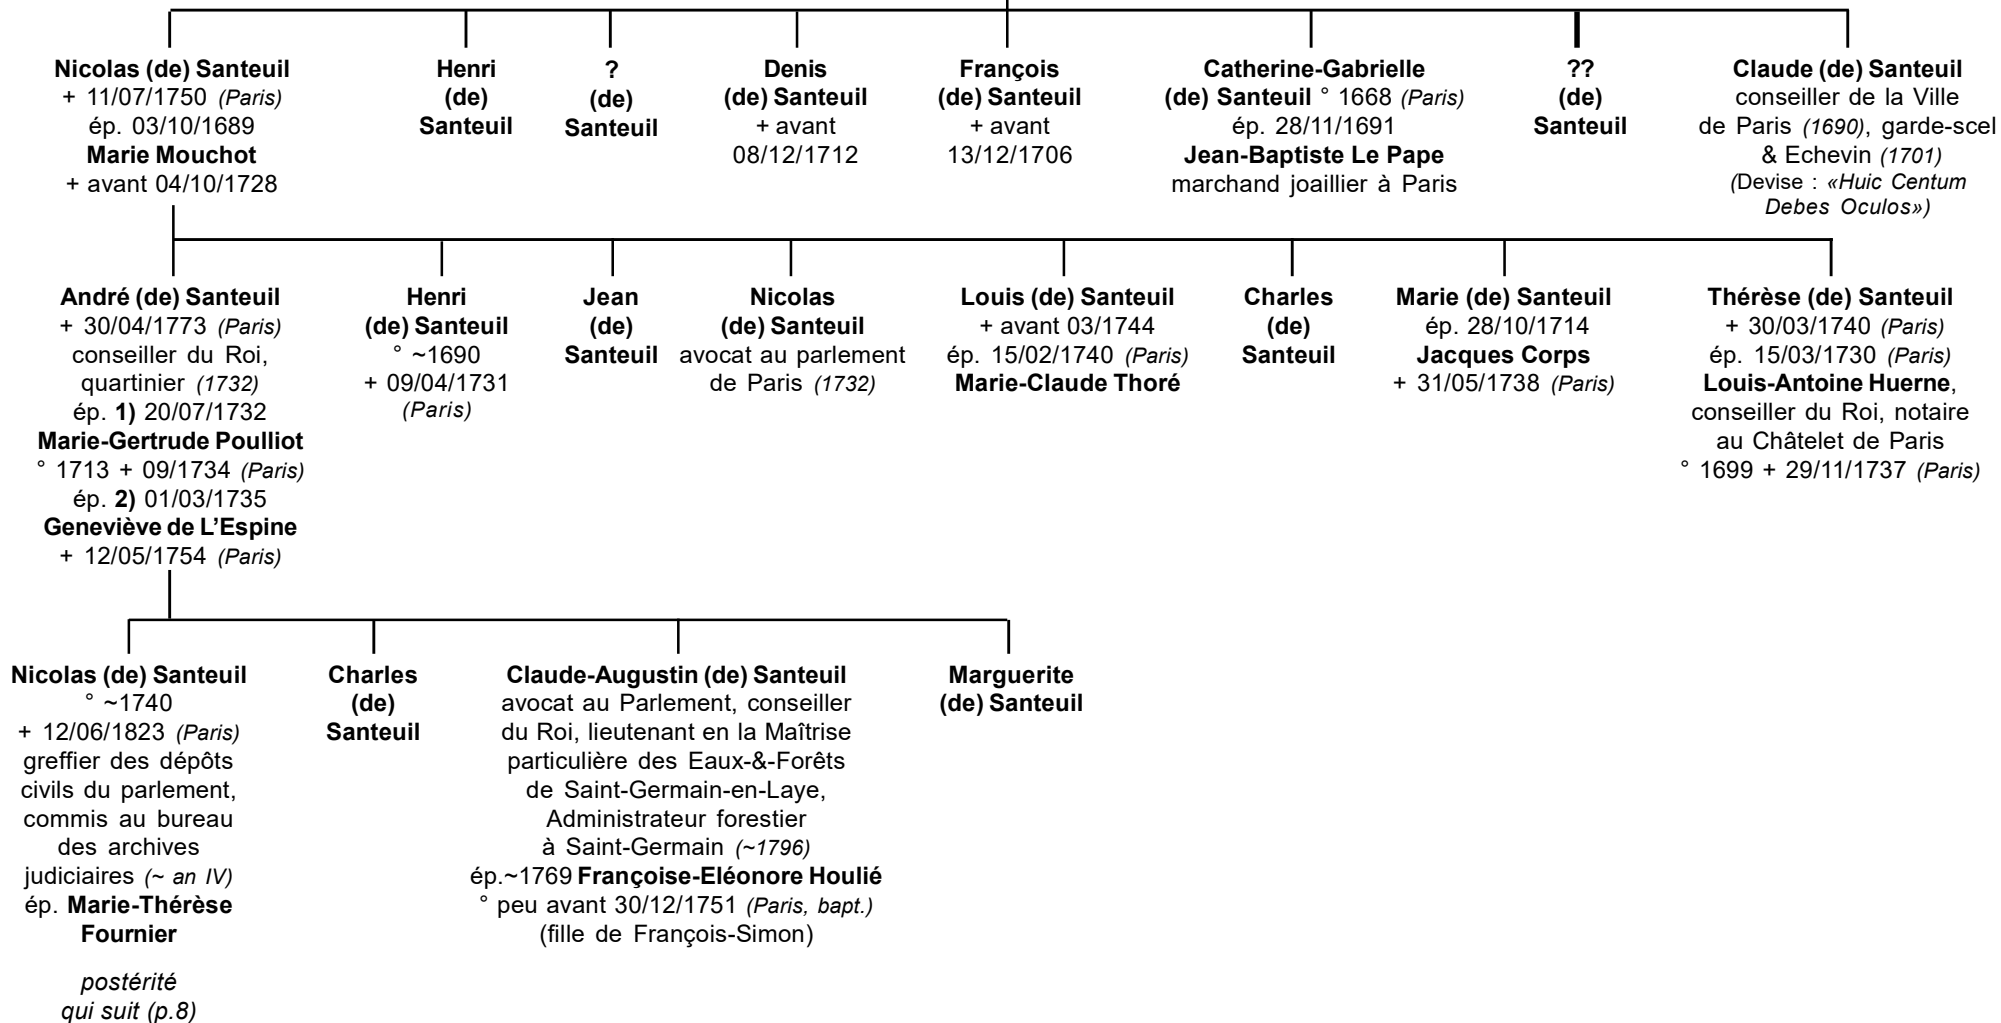 Nicolas (de) Santeuil
+ 11/07/1750 (Paris)
ép. 03/10/1689
Marie Mouchot
+ avant 04/10/1728
Henri
(de)
Santeuil
?
(de)
Santeuil
Denis
(de) Santeuil
+ avant
08/12/1712
François
(de) Santeuil
+ avant
13/12/1706
Catherine-Gabrielle
(de) Santeuil ° 1668 (Paris)
ép. 28/11/1691
Jean-Baptiste Le Pape
marchand joaillier à Paris
??
(de)
Santeuil
Claude (de) Santeuil
conseiller de la Ville
de Paris (1690), garde-scel
& Echevin (1701)
(Devise : «Huic Centum
Debes Oculos»)
André (de) Santeuil
+ 30/04/1773 (Paris)
conseiller du Roi,
quartinier (1732)
ép. 1) 20/07/1732
Marie-Gertrude Poulliot
° 1713 + 09/1734 (Paris)
ép. 2) 01/03/1735
Geneviève de L’Espine
+ 12/05/1754 (Paris)
Henri
(de) Santeuil
° ~1690
+ 09/04/1731
(Paris)
Jean
(de)
Santeuil
Nicolas
(de) Santeuil
avocat au parlement
de Paris (1732)
Louis (de) Santeuil
+ avant 03/1744
ép. 15/02/1740 (Paris)
Marie-Claude Thoré
Charles
(de)
Santeuil
Marie (de) Santeuil
ép. 28/10/1714
Jacques Corps
+ 31/05/1738 (Paris)
Thérèse (de) Santeuil
+ 30/03/1740 (Paris)
ép. 15/03/1730 (Paris)
Louis-Antoine Huerne,
conseiller du Roi, notaire
au Châtelet de Paris
° 1699 + 29/11/1737 (Paris)
Nicolas (de) Santeuil
° ~1740
+ 12/06/1823 (Paris)
greffier des dépôts
civils du parlement,
commis au bureau
des archives
judiciaires (~ an IV)
ép. Marie-Thérèse
Fournier
postérité
qui suit (p.8)
Charles
(de)
Santeuil
Claude-Augustin (de) Santeuil
avocat au Parlement, conseiller
du Roi, lieutenant en la Maîtrise
particulière des Eaux-&-Forêts
de Saint-Germain-en-Laye,
Administrateur forestier
à Saint-Germain (~1796)
ép.~1769 Françoise-Eléonore Houlié
° peu avant 30/12/1751 (Paris, bapt.)
(fille de François-Simon)
Marguerite
(de) Santeuil